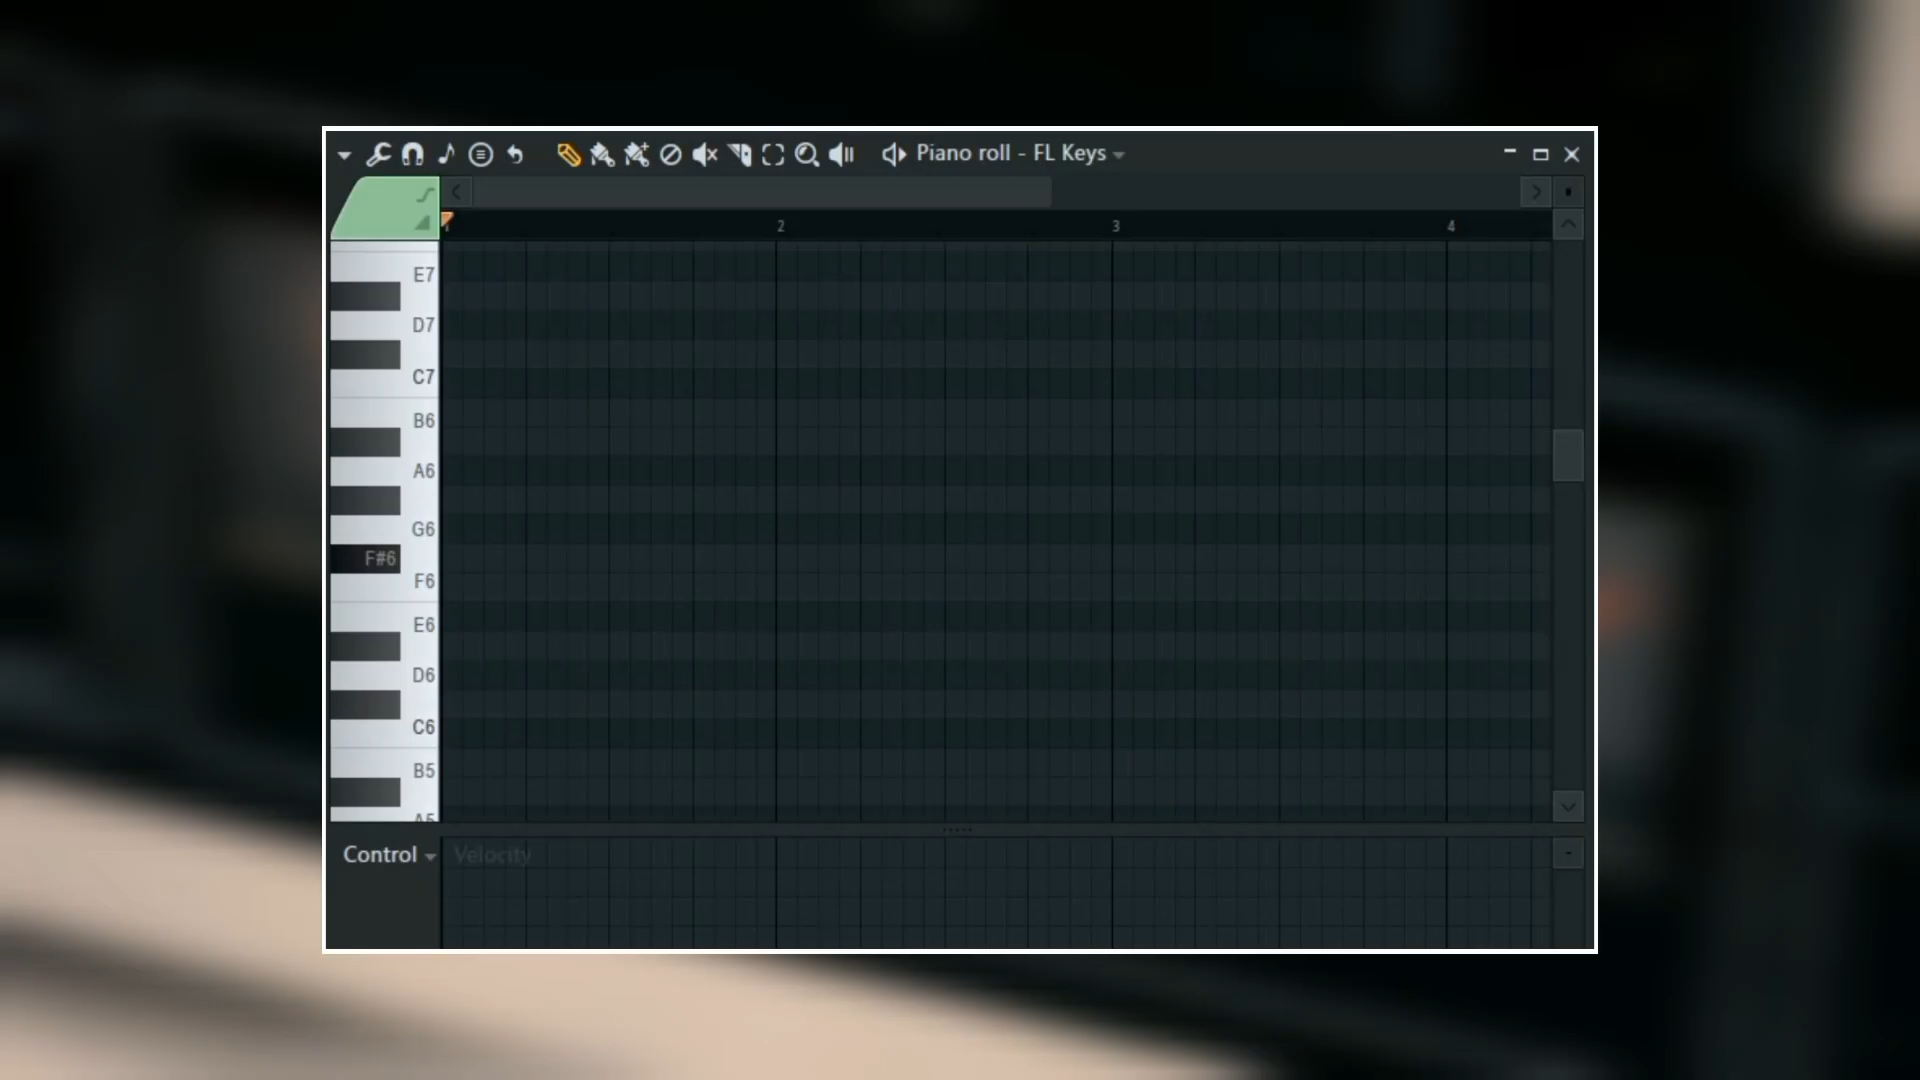 Piano roll - FL Keys
2 3 4
E7
D7
C7
B6
A6
G6
F#6
F6
E6
D6
C6
B5
A5
Control Velocity